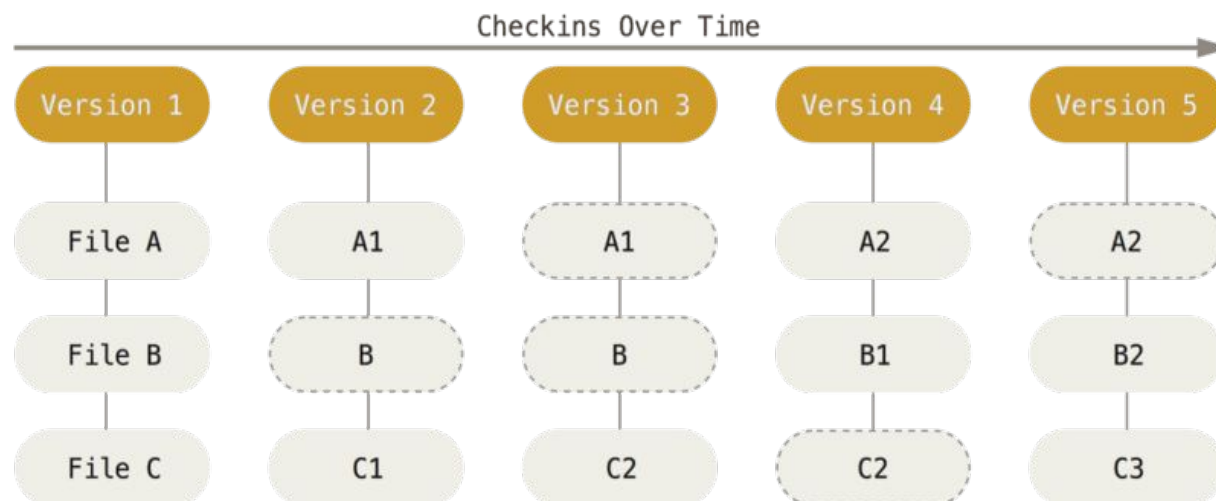 Checkins Over Time
Version 1 Version 2 Version 3 Version 4 Version 5
File A A1 A1 A2 A2
File B B B B1 B2
File C C1 C2 C2 C3